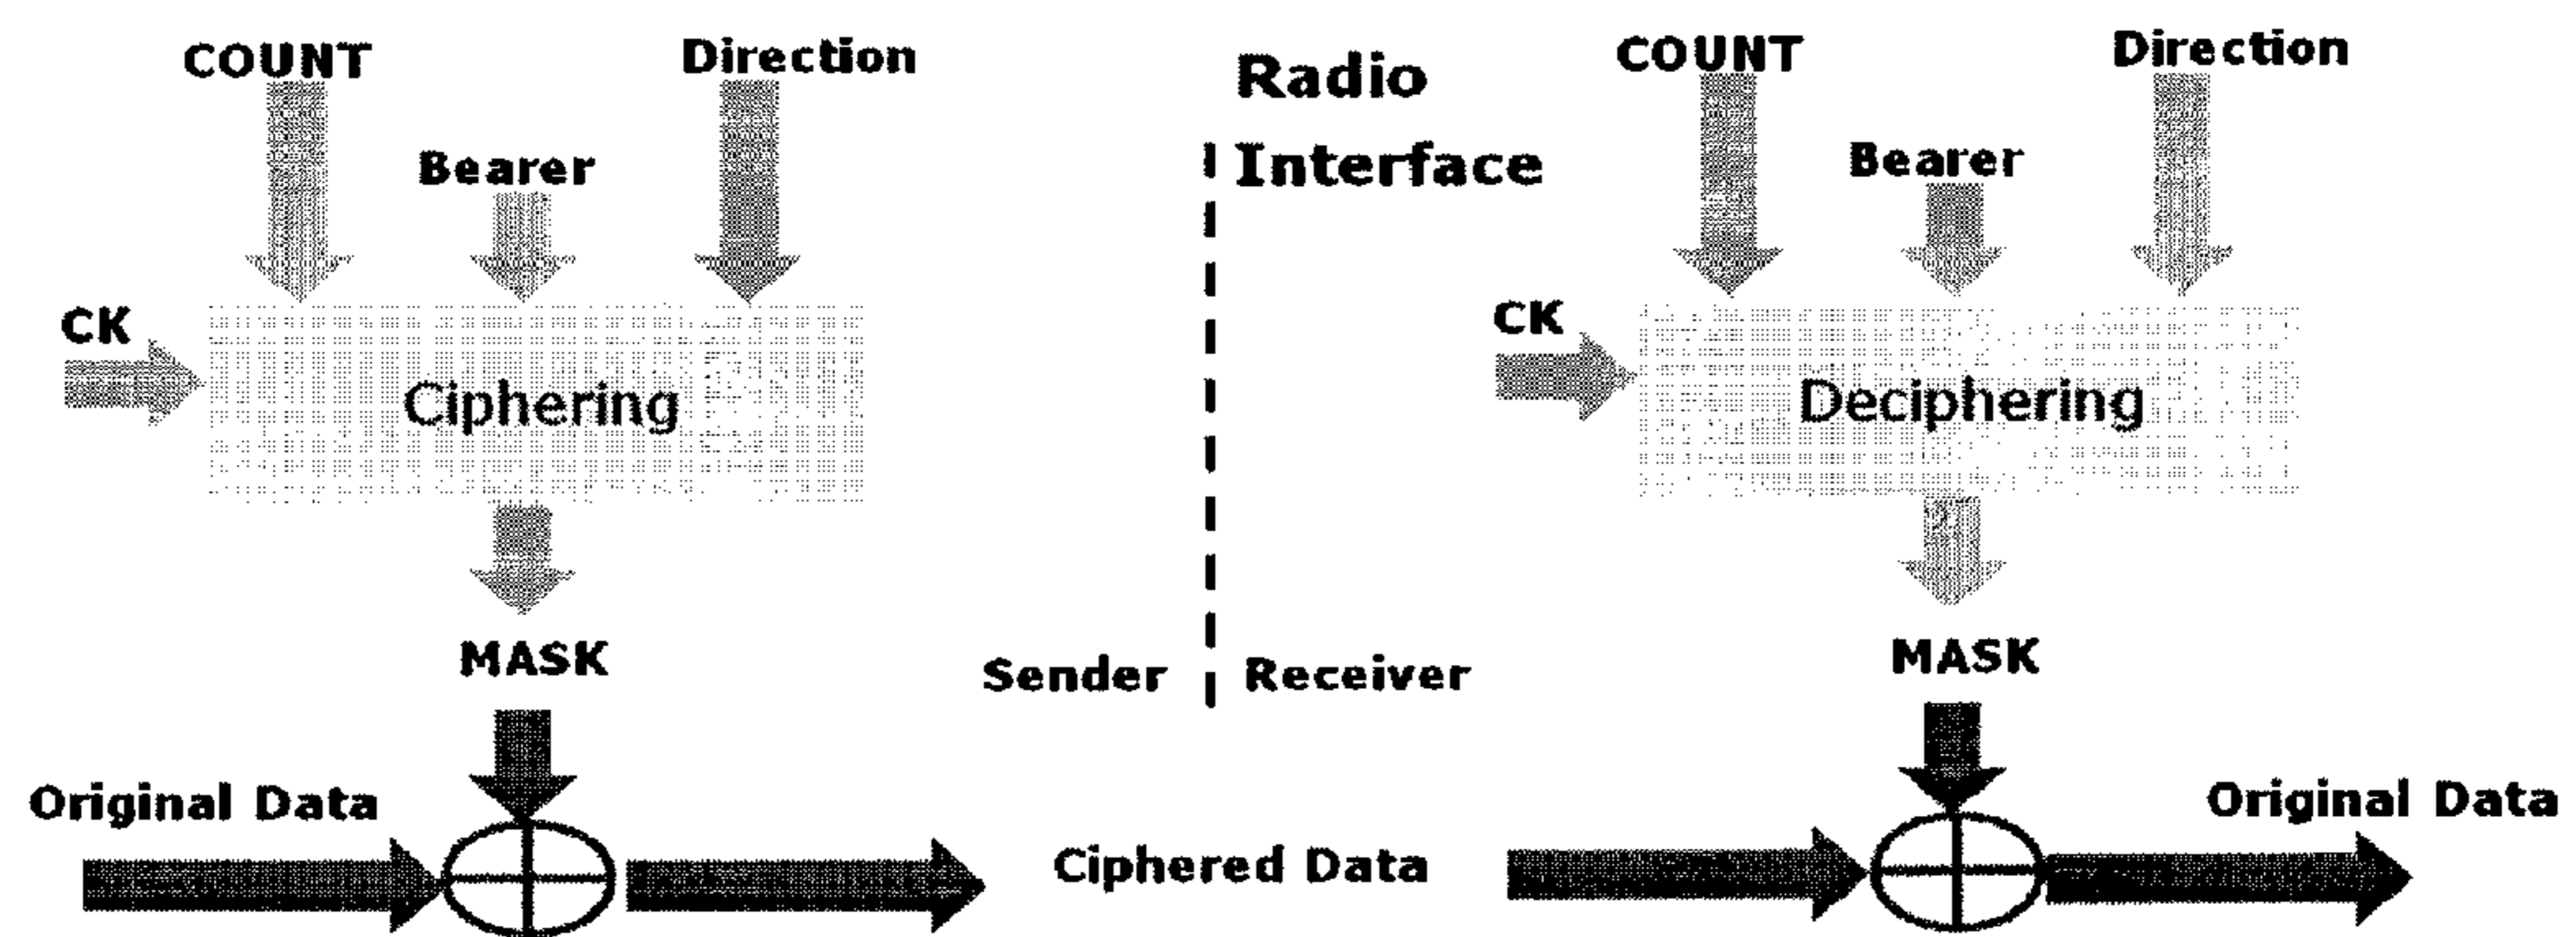 COUNT
Direction
Bearer
CK
Ciphering
MASK
Original Data
Radio
Interface
Sender
Receiver
Ciphered Data
COUNT
Direction
Bearer
CK
Deciphering
MASK
Original Data